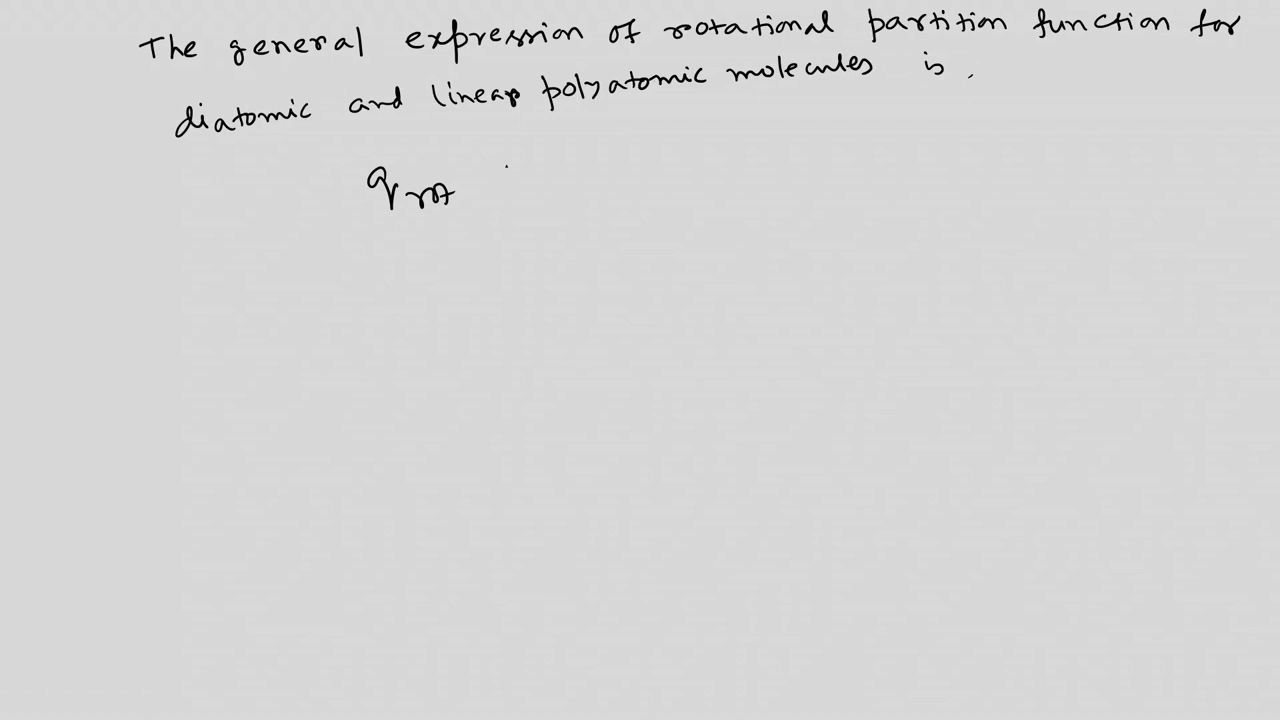 The general expression of rotational partition function for
diatomic and linear polyatomic molecules is,
q rot